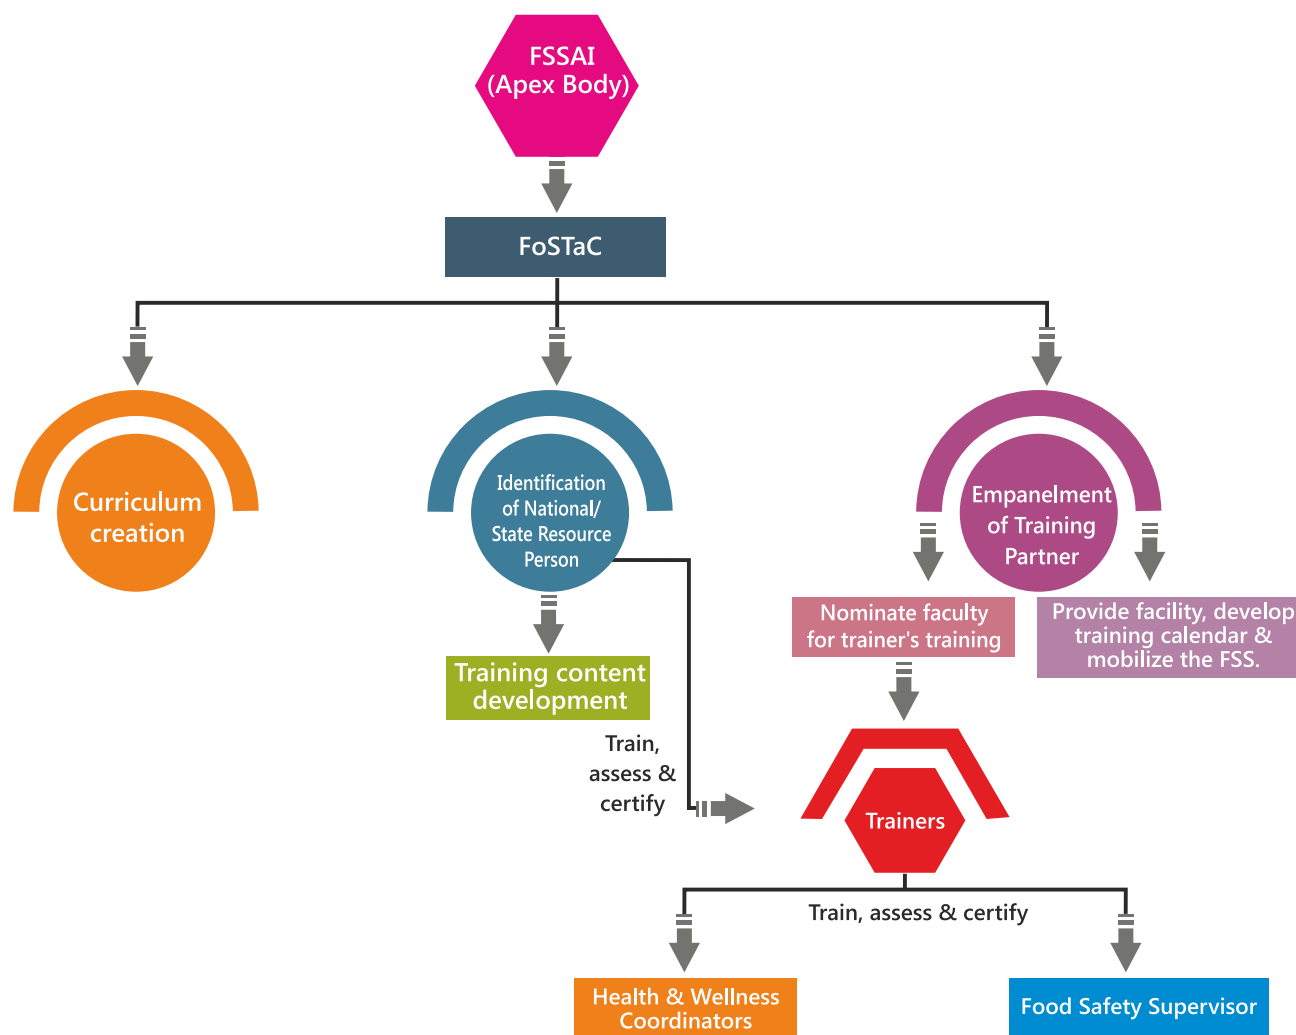 FSSAI
(Apex Body)
FoSTaC
Curriculum
creation
Identification
of National/
State Resource
Person
Empanelment
of Training
Partner
Nominate faculty
for trainer's training
Provide facility, develop
training calendar &
mobilize the FSS.
Training content
development
Train,
assess &
certify
Trainers
Train, assess & certify
Health & Wellness
Coordinators
Food Safety Supervisor